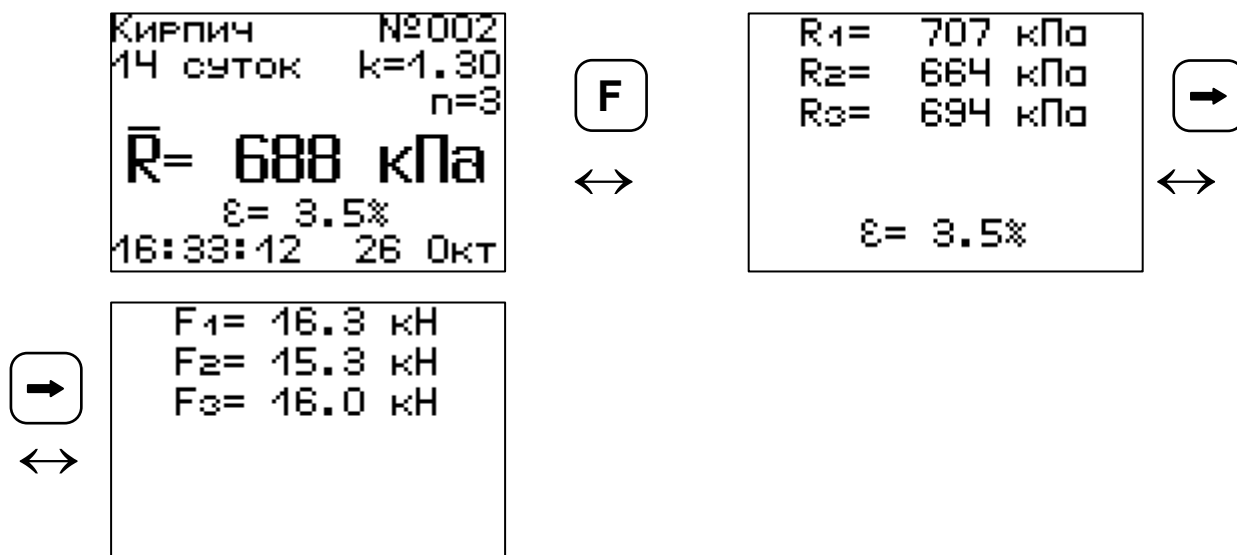 Кирпич №002
14 суток k=1.30
n=3
R̅= 688 кПа
ε= 3.5%
16:33:12 26 Окт
F
↔
R1= 707 кПа
R2= 664 кПа
R3= 694 кПа
ε= 3.5%
➡
↔
➡
↔
F1= 16.3 кН
F2= 15.3 кН
F3= 16.0 кН